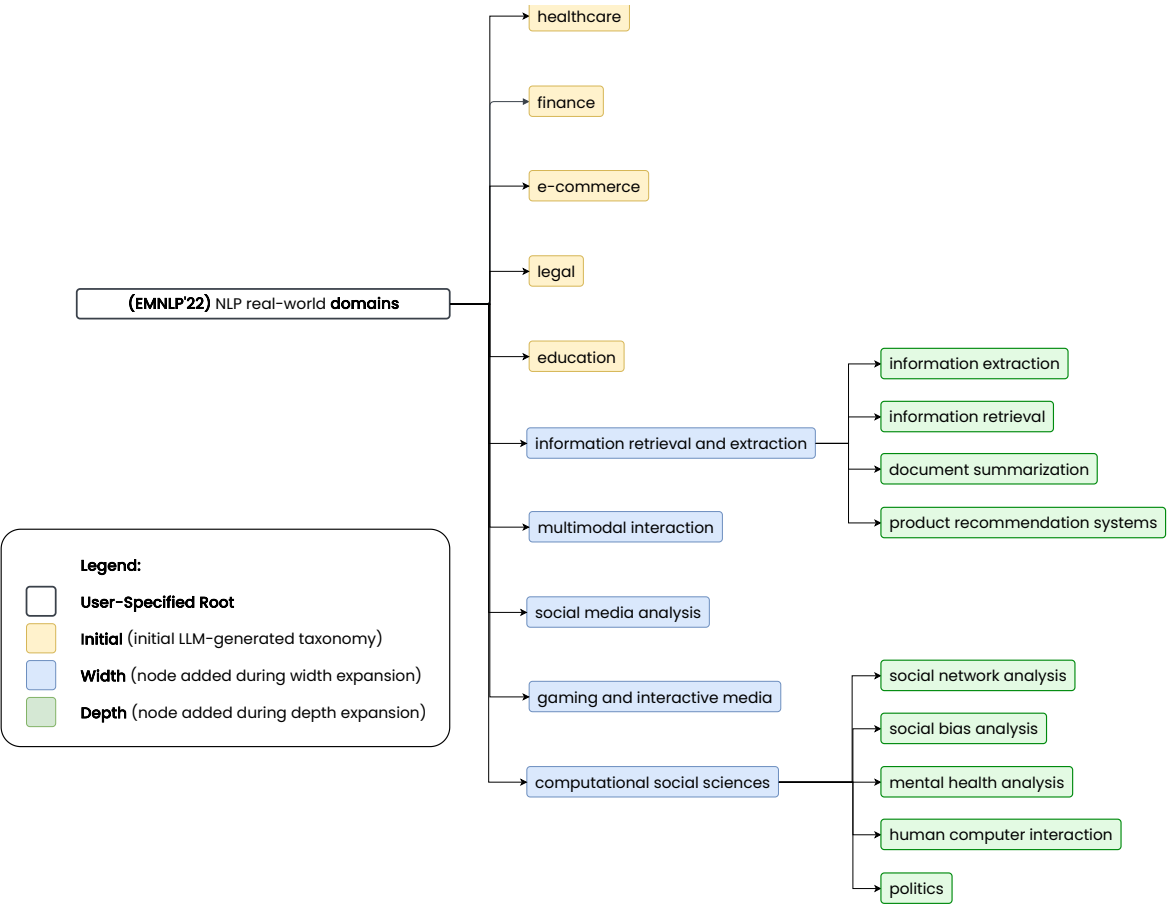 healthcare
finance
e-commerce
legal
(EMNLP'22) NLP real-world domains
education
information retrieval and extraction
information extraction
information retrieval
document summarization
product recommendation systems
multimodal interaction
social media analysis
gaming and interactive media
computational social sciences
social network analysis
social bias analysis
mental health analysis
human computer interaction
politics
Legend:
User-Specified Root
Initial (initial LLM-generated taxonomy)
Width (node added during width expansion)
Depth (node added during depth expansion)